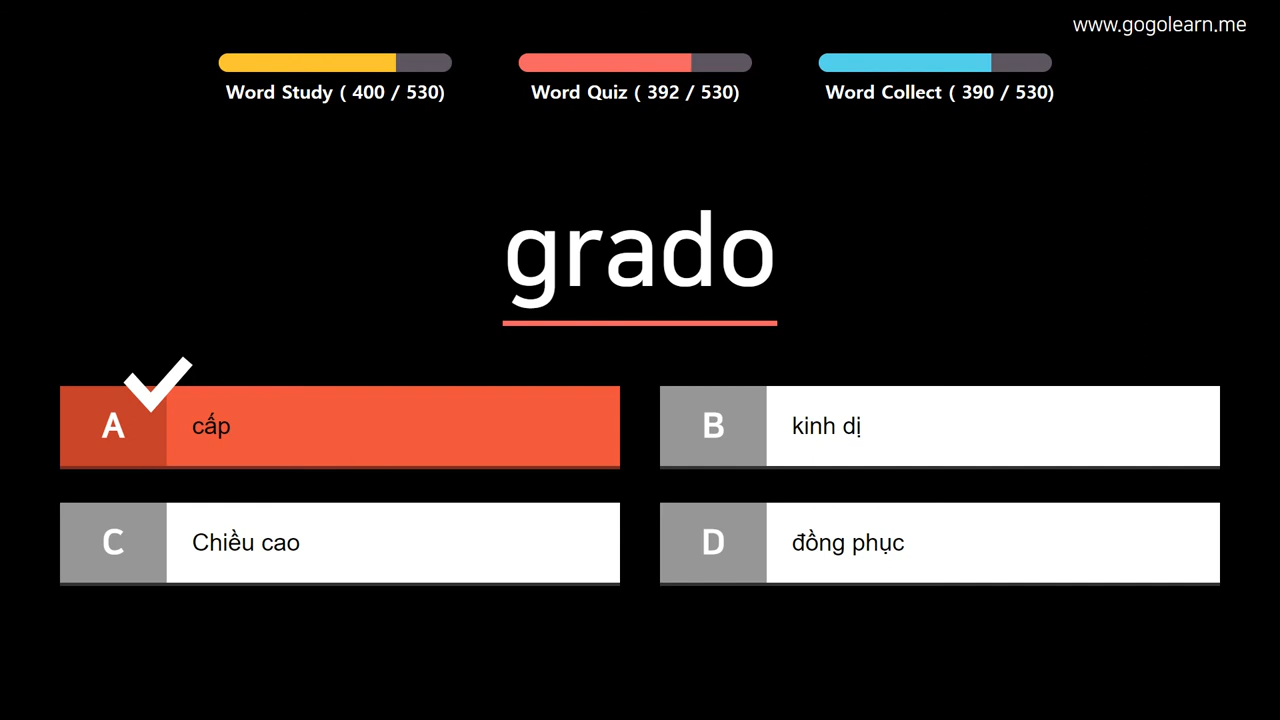 www.gogolearn.me
Word Study ( 400 / 530)
Word Quiz ( 392 / 530)
Word Collect ( 390 / 530)
grado
A cấp
B kinh dị
C Chiều cao
D đồng phục